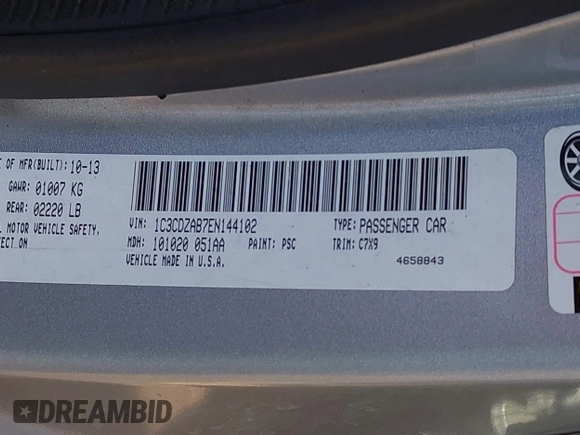 E OF MFR(BUILT): 10-13
GAWR: 01007 KG
REAR: 02220 LB
MOTOR VEHICLE SAFETY,
ON
VIN: 1C3CDZAB7EN144102 TYPE: PASSENGER CAR
MDH: 101020 051AA PAINT: PSC TRIM: C7X9
VEHICLE MADE IN U.S.A. 4658843
DREAMBID